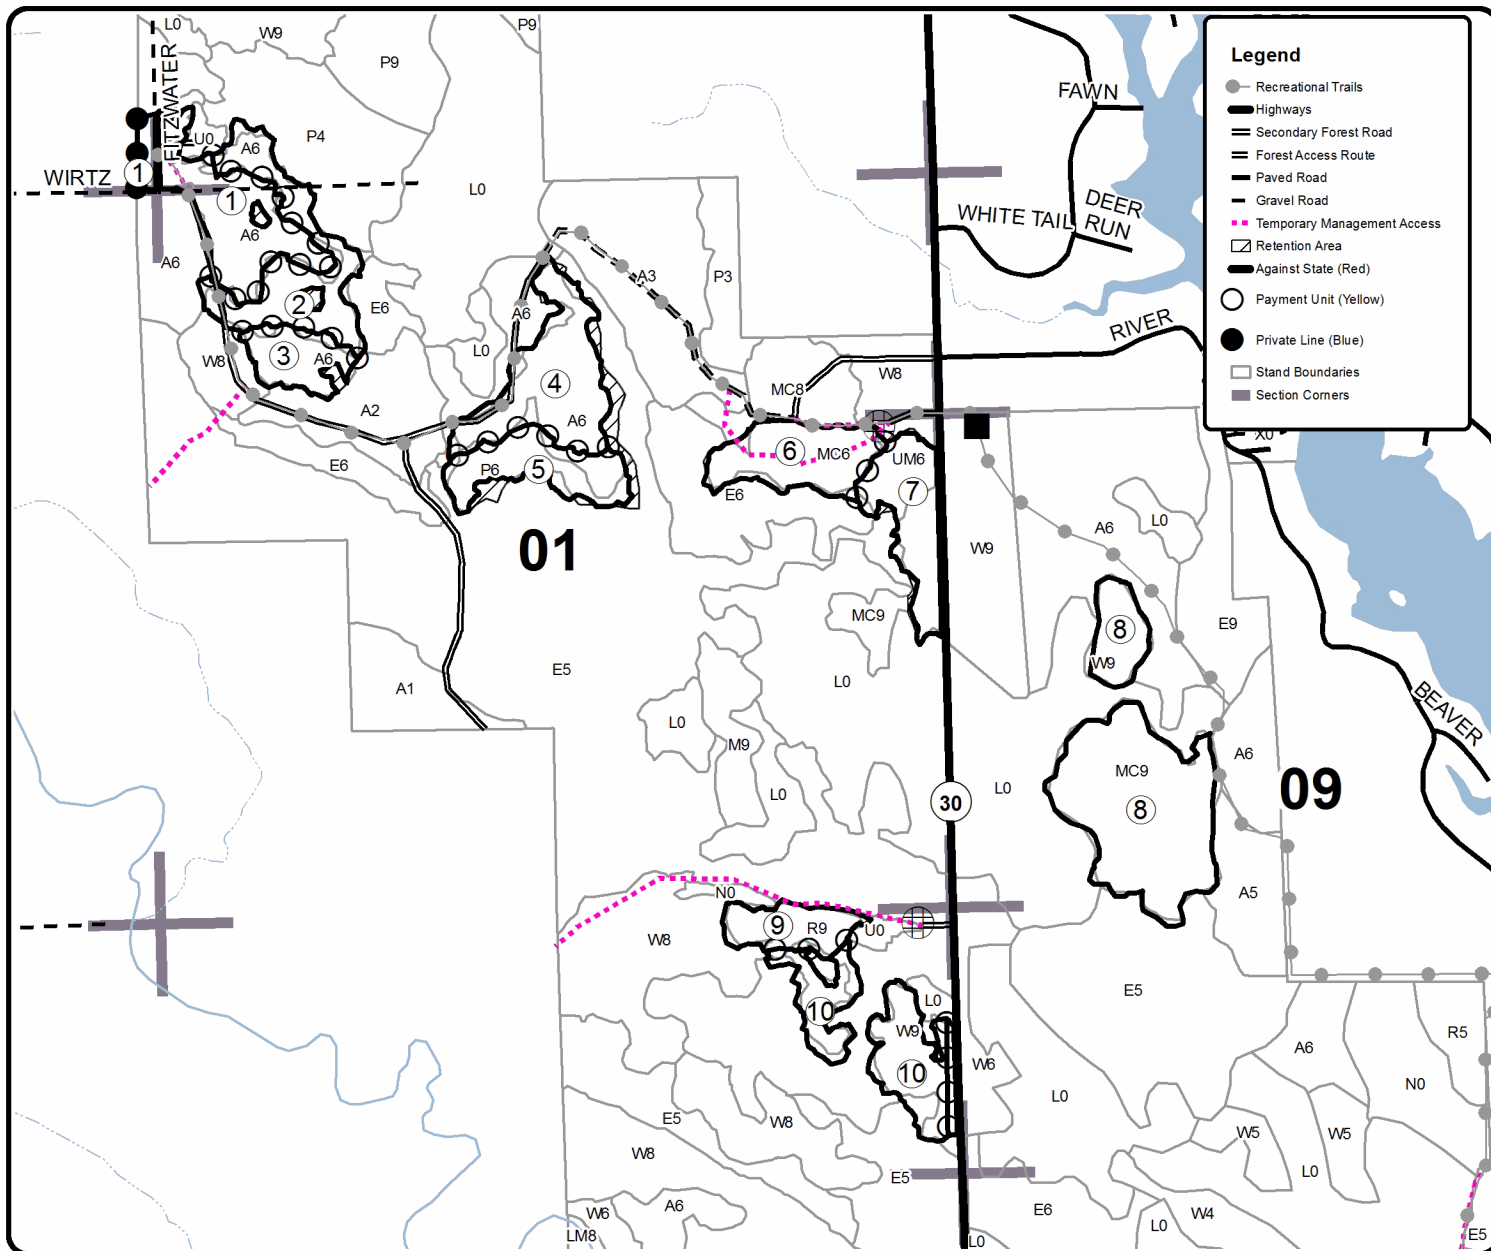 L0
W9
P9
P9
FITZWATER
U0
A6
P4
WIRTZ
1
1
L0
A6
A6
E6
2
3
A6
W8
A2
E6
A6
L0
4
A6
P6
5
A3
P3
MC8
W8
6
MC6
UM6
7
E6
01
FAWN
WHITE TAIL
DEER
RUN
RIVER
X0
W9
A6
L0
MC9
8
W9
E9
E5
A1
L0
L0
M9
L0
30
L0
MC9
8
A6
09
BEAVER
A5
N0
9
R9
U0
W8
10
L0
W9
10
W6
E5
A6
R5
N0
L0
E5
W8
W8
W5
W5
L0
E5
W6
A6
LM8
E6
L0
W4
L0
E5
Legend
Recreational Trails
Highways
Secondary Forest Road
Forest Access Route
Paved Road
Gravel Road
Temporary Management Access
Retention Area
Against State (Red)
Payment Unit (Yellow)
Private Line (Blue)
Stand Boundaries
Section Corners